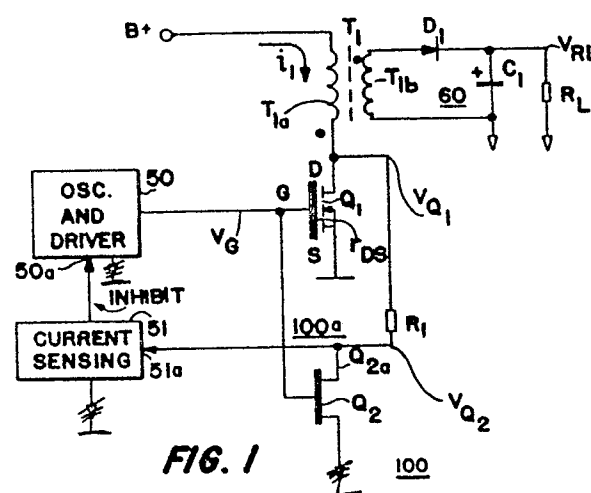 B+
i1
T1
D1
VRL
T1a
T1b
60
+
C1
RL
OSC.
AND
DRIVER
50
50a
VG
G
D
S
Q1
rDS
VQ1
INHIBIT
CURRENT
SENSING
51
51a
100a
R1
Q2a
Q2
VQ2
FIG. 1
100